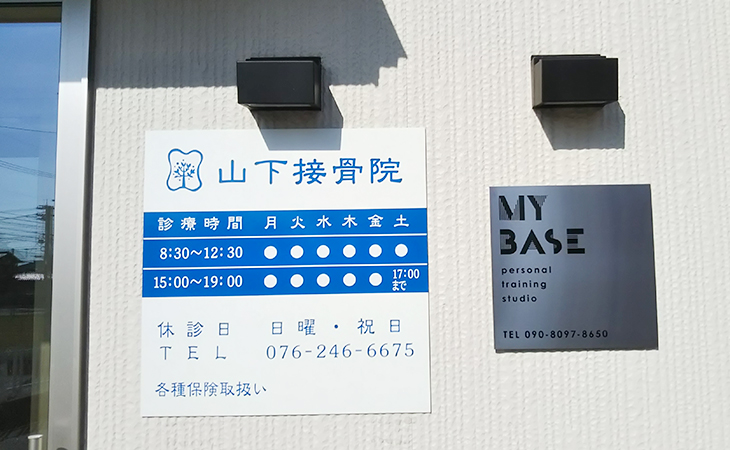 山下接骨院
診療時間 月 火 水 木 金 土
8:30〜12:30 ● ● ● ● ● ●
15:00〜19:00 ● ● ● ● ● 17:00まで
休診日 日曜・祝日
TEL 076-246-6675
各種保険取扱い
MY
BASE
personal
training
studio
TEL 090-8097-8650